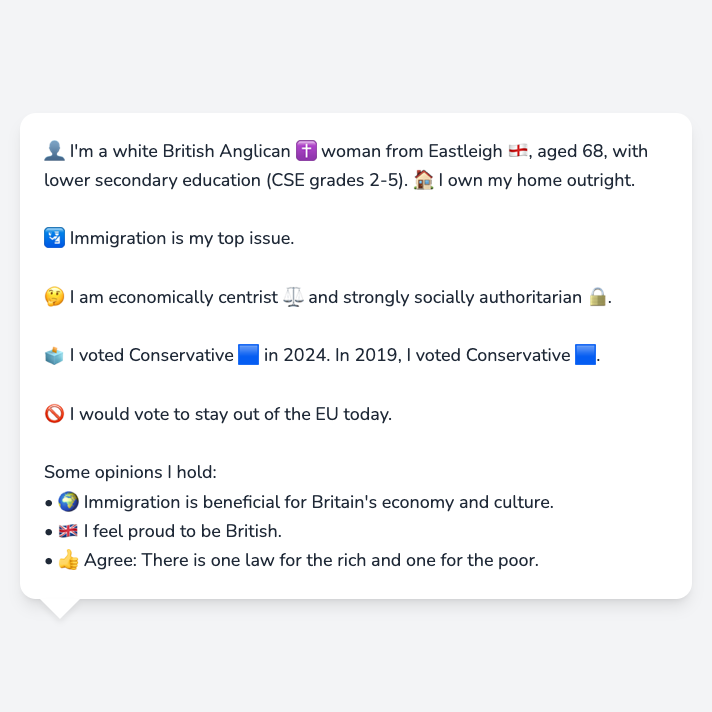 👤 I'm a white British Anglican ✝️ woman from Eastleigh 🏴󠁧󠁢󠁥󠁮󠁧󠁿, aged 68, with
lower secondary education (CSE grades 2-5). 🏠 I own my home outright.
🛂 Immigration is my top issue.
🤔 I am economically centrist ⚖️ and strongly socially authoritarian 🔒.
🗳️ I voted Conservative 🟦 in 2024. In 2019, I voted Conservative 🟦.
🚫 I would vote to stay out of the EU today.
Some opinions I hold:
• 🌍 Immigration is beneficial for Britain's economy and culture.
• 🇬🇧 I feel proud to be British.
• 👍 Agree: There is one law for the rich and one for the poor.